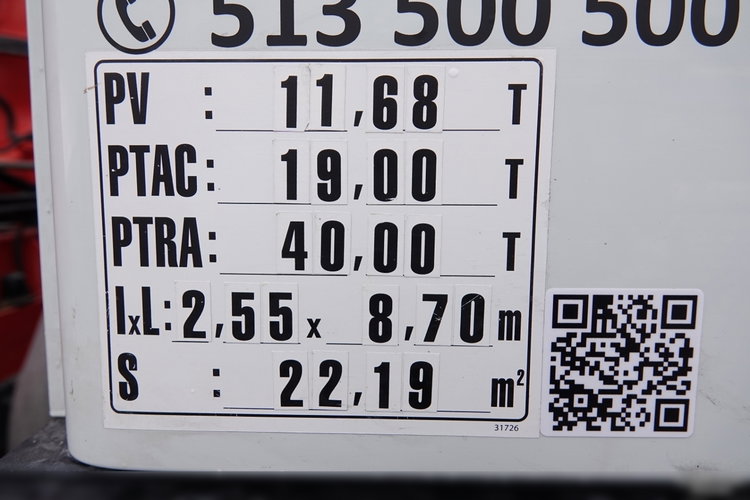 513 500 500
PV : 11,68 T
PTAC: 19,00 T
PTRA: 40,00 T
IxL: 2,55 x 8,70 m
S : 22,19 m²
31726